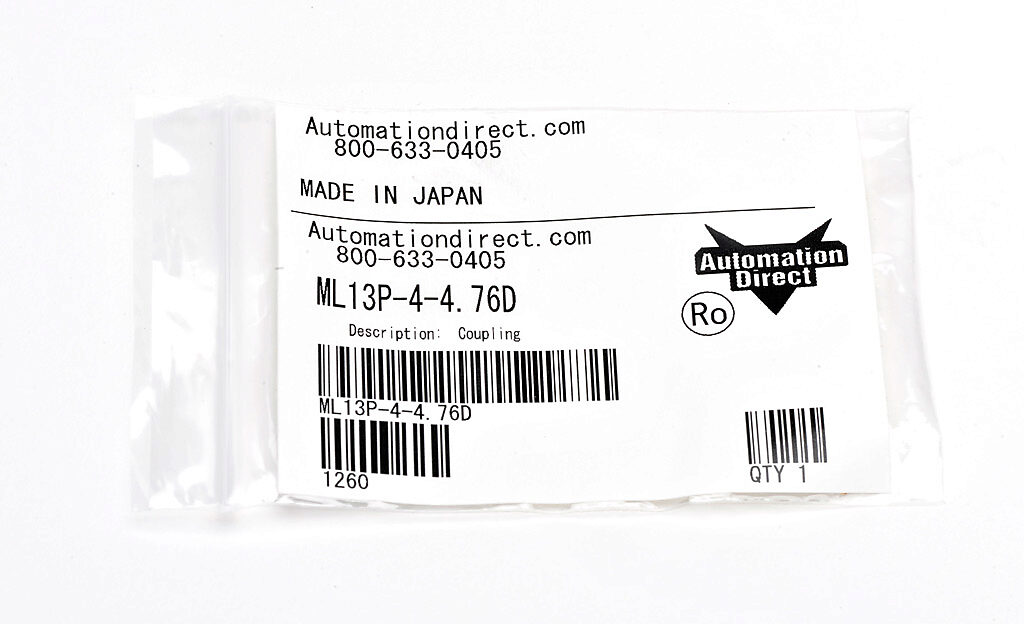 Automationdirect.com
800-633-0405
MADE IN JAPAN
Automationdirect.com
800-633-0405
Automation
Direct
ML13P-4-4.76D
Ro
Description: Coupling
ML13P-4-4.76D
1260
QTY 1